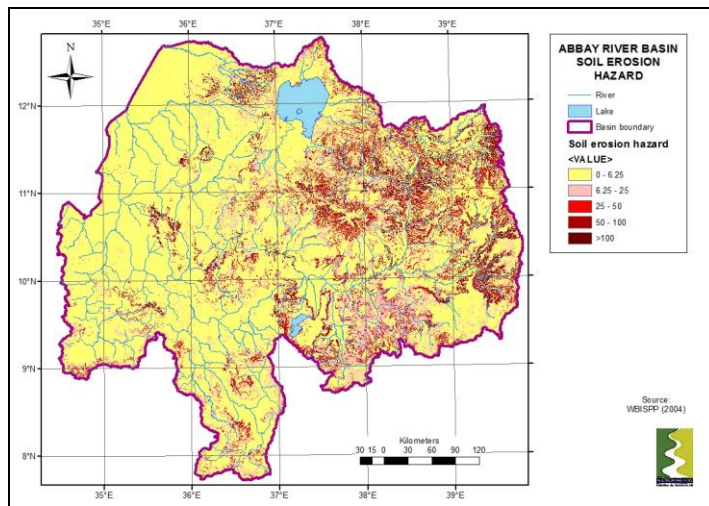 35°E 36°E 37°E 38°E 39°E
N
12°N
11°N
10°N
9°N
8°N
ABBAY RIVER BASIN
SOIL EROSION
HAZARD
River
Lake
Basin boundary
Soil erosion hazard
<VALUE>
0 - 6.25
6.25 - 25
25 - 50
50 - 100
>100
Source:
WBISPP (2004)
Kilometers
30 15 0 30 60 90 120
35°E 36°E 37°E 38°E 39°E